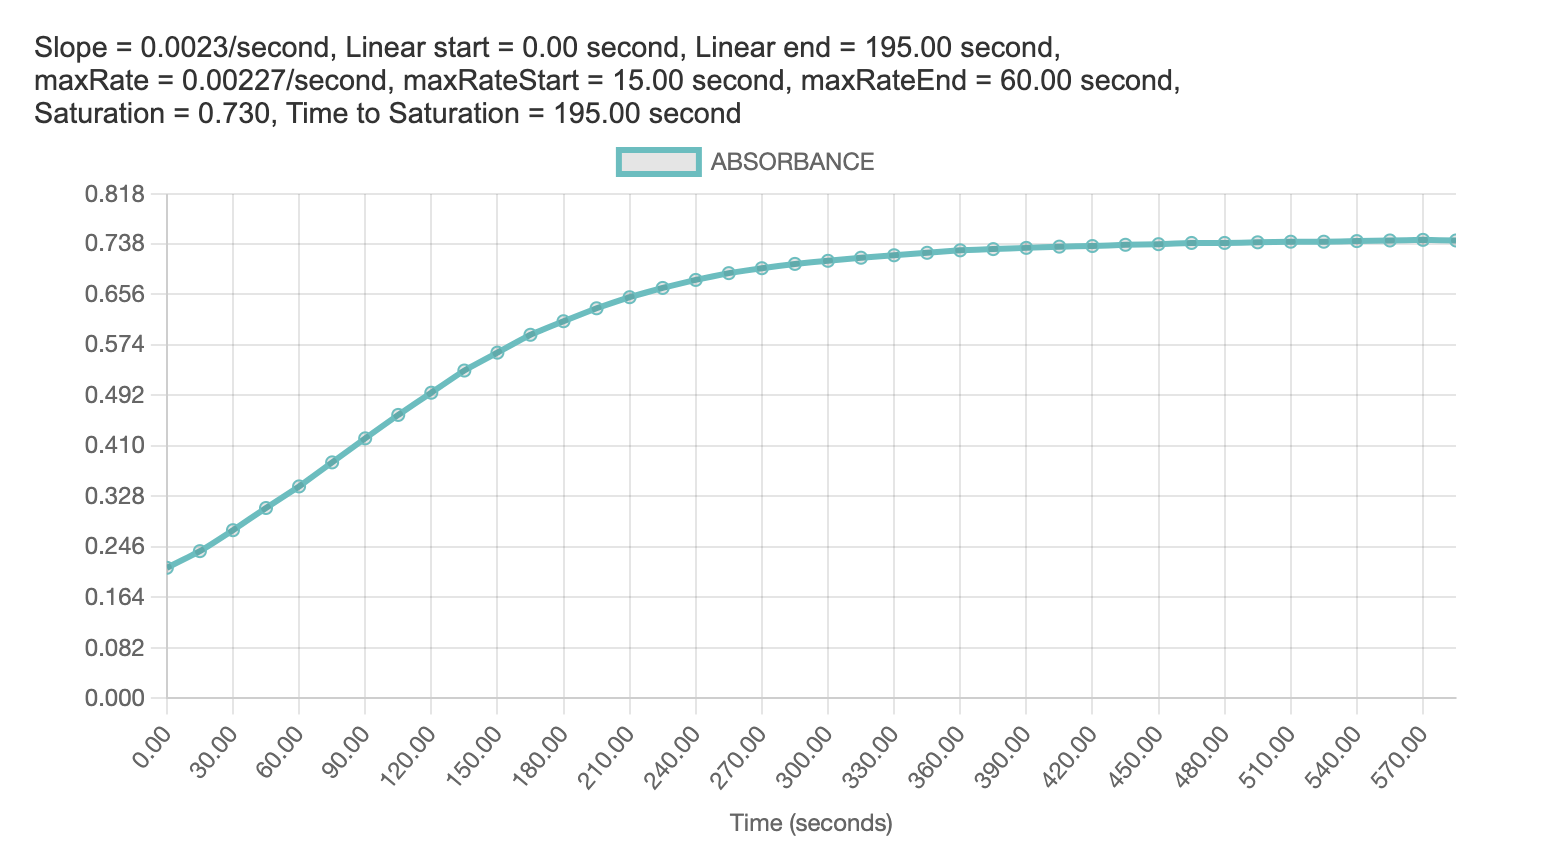 Slope = 0.0023/second, Linear start = 0.00 second, Linear end = 195.00 second,
maxRate = 0.00227/second, maxRateStart = 15.00 second, maxRateEnd = 60.00 second,
Saturation = 0.730, Time to Saturation = 195.00 second
ABSORBANCE
0.818
0.738
0.656
0.574
0.492
0.410
0.328
0.246
0.164
0.082
0.000
0.00 30.00 60.00 90.00 120.00 150.00 180.00 210.00 240.00 270.00 300.00 330.00 360.00 390.00 420.00 450.00 480.00 510.00 540.00 570.00
Time (seconds)